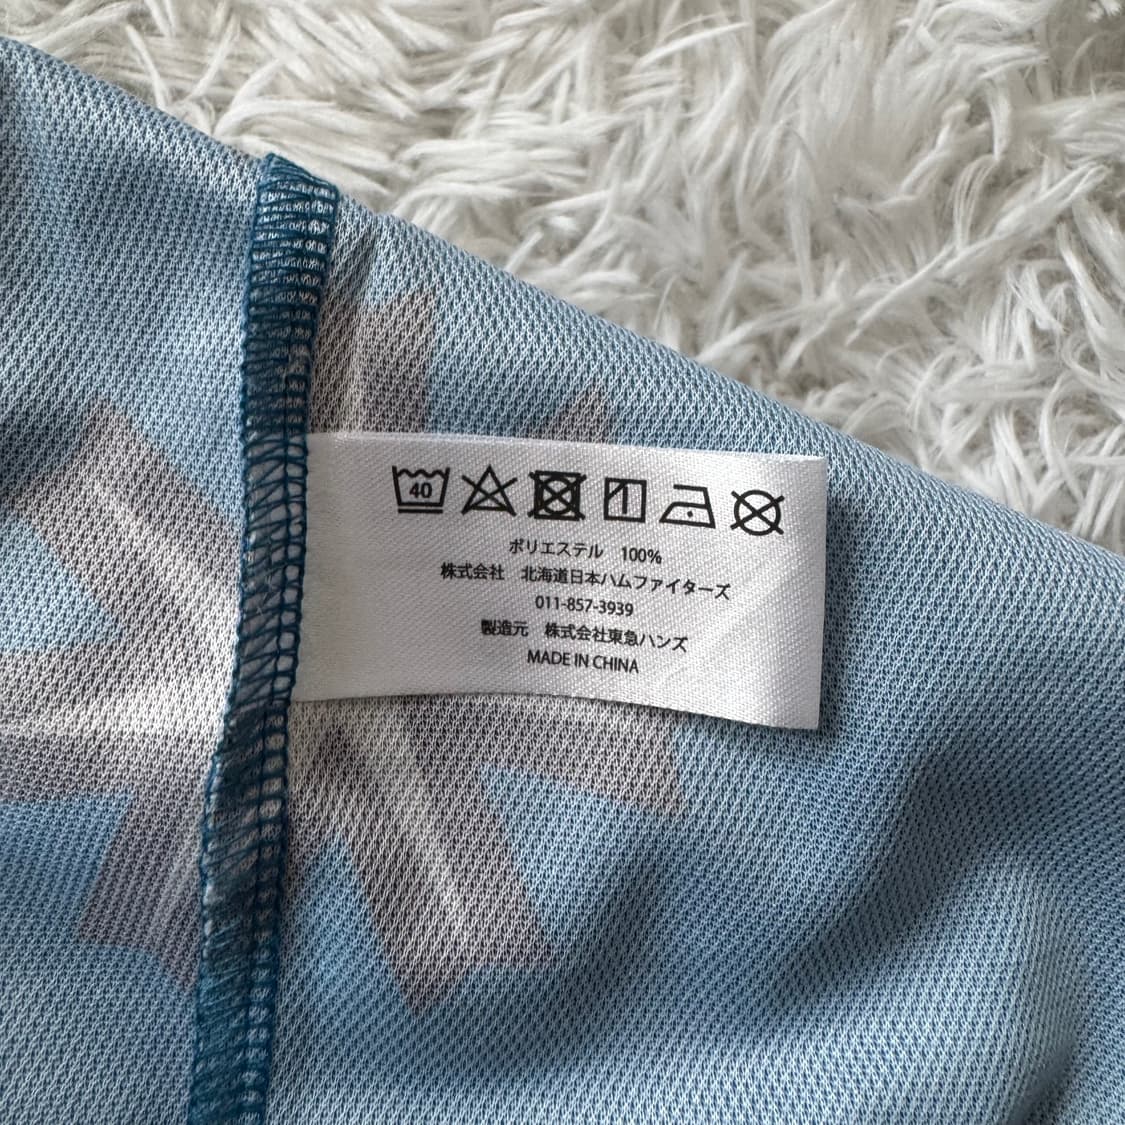 40
ポリエステル　100%
株式会社　北海道日本ハムファイターズ
011-857-3939
製造元　株式会社東急ハンズ
MADE IN CHINA